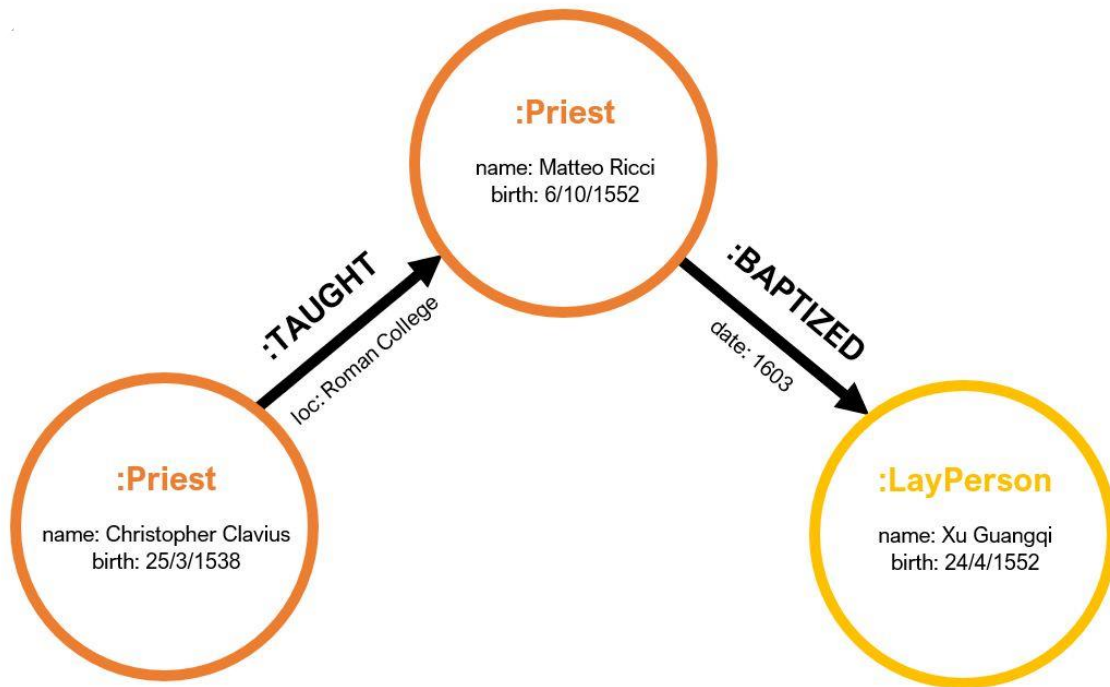 :Priest
name: Matteo Ricci
birth: 6/10/1552
:TAUGHT
loc: Roman College
:BAPTIZED
date: 1603
:Priest
name: Christopher Clavius
birth: 25/3/1538
:LayPerson
name: Xu Guangqi
birth: 24/4/1552